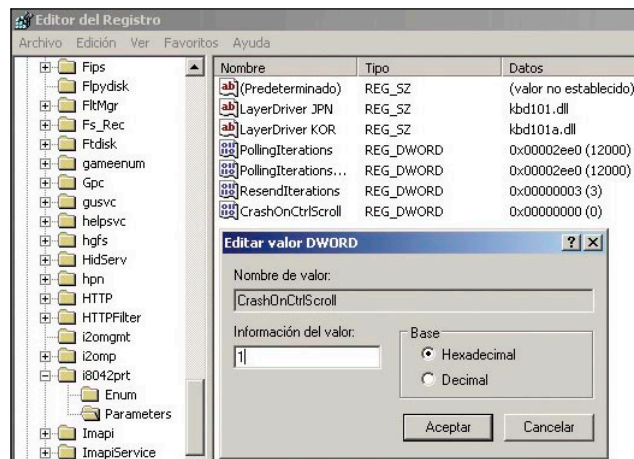 Editor del Registro
Archivo Edición Ver Favoritos Ayuda
Fips
Flpydisk
FltMgr
Fs_Rec
Ftdisk
gameenum
Gpc
gusvc
helpsvc
hgfs
HidServ
hpn
HTTP
HTTPFilter
i2omgmt
i2omp
i8042prt
Enum
Parameters
Imapi
ImapiService
Nombre Tipo Datos
(Predeterminado) REG_SZ (valor no establecido)
LayerDriver JPN REG_SZ kbd101.dll
LayerDriver KOR REG_SZ kbd101a.dll
PollingIterations REG_DWORD 0x00002ee0 (12000)
PollingIterations... REG_DWORD 0x00002ee0 (12000)
ResendIterations REG_DWORD 0x00000003 (3)
CrashOnCtrlScroll REG_DWORD 0x00000000 (0)
Editar valor DWORD
Nombre de valor:
CrashOnCtrlScroll
Información del valor:
1
Base
Hexadecimal
Decimal
Aceptar Cancelar